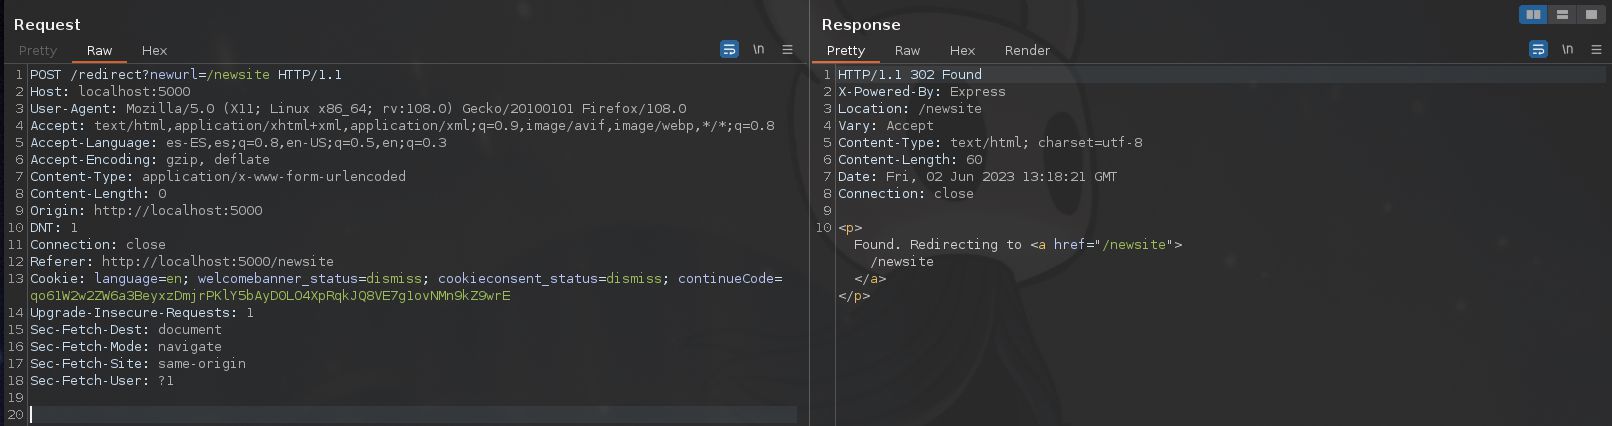 Request
Pretty Raw Hex \n
1 POST /redirect?newurl=/newsite HTTP/1.1
2 Host: localhost:5000
3 User-Agent: Mozilla/5.0 (X11; Linux x86_64; rv:108.0) Gecko/20100101 Firefox/108.0
4 Accept: text/html,application/xhtml+xml,application/xml;q=0.9,image/avif,image/webp,*/*;q=0.8
5 Accept-Language: es-ES,es;q=0.8,en-US;q=0.5,en;q=0.3
6 Accept-Encoding: gzip, deflate
7 Content-Type: application/x-www-form-urlencoded
8 Content-Length: 0
9 Origin: http://localhost:5000
10 DNT: 1
11 Connection: close
12 Referer: http://localhost:5000/newsite
13 Cookie: language=en; welcomebanner_status=dismiss; cookieconsent_status=dismiss; continueCode=
qo61W2w2ZW6a3BeyxzDmjrPKlY5bAyDOLO4XpRqkJQ8VE7g1ovNMn9kZ9wrE
14 Upgrade-Insecure-Requests: 1
15 Sec-Fetch-Dest: document
16 Sec-Fetch-Mode: navigate
17 Sec-Fetch-Site: same-origin
18 Sec-Fetch-User: ?1
19
20
Response
Pretty Raw Hex Render \n
1 HTTP/1.1 302 Found
2 X-Powered-By: Express
3 Location: /newsite
4 Vary: Accept
5 Content-Type: text/html; charset=utf-8
6 Content-Length: 60
7 Date: Fri, 02 Jun 2023 13:18:21 GMT
8 Connection: close
9
10 <p>
Found. Redirecting to <a href="/newsite">
/newsite
</a>
</p>